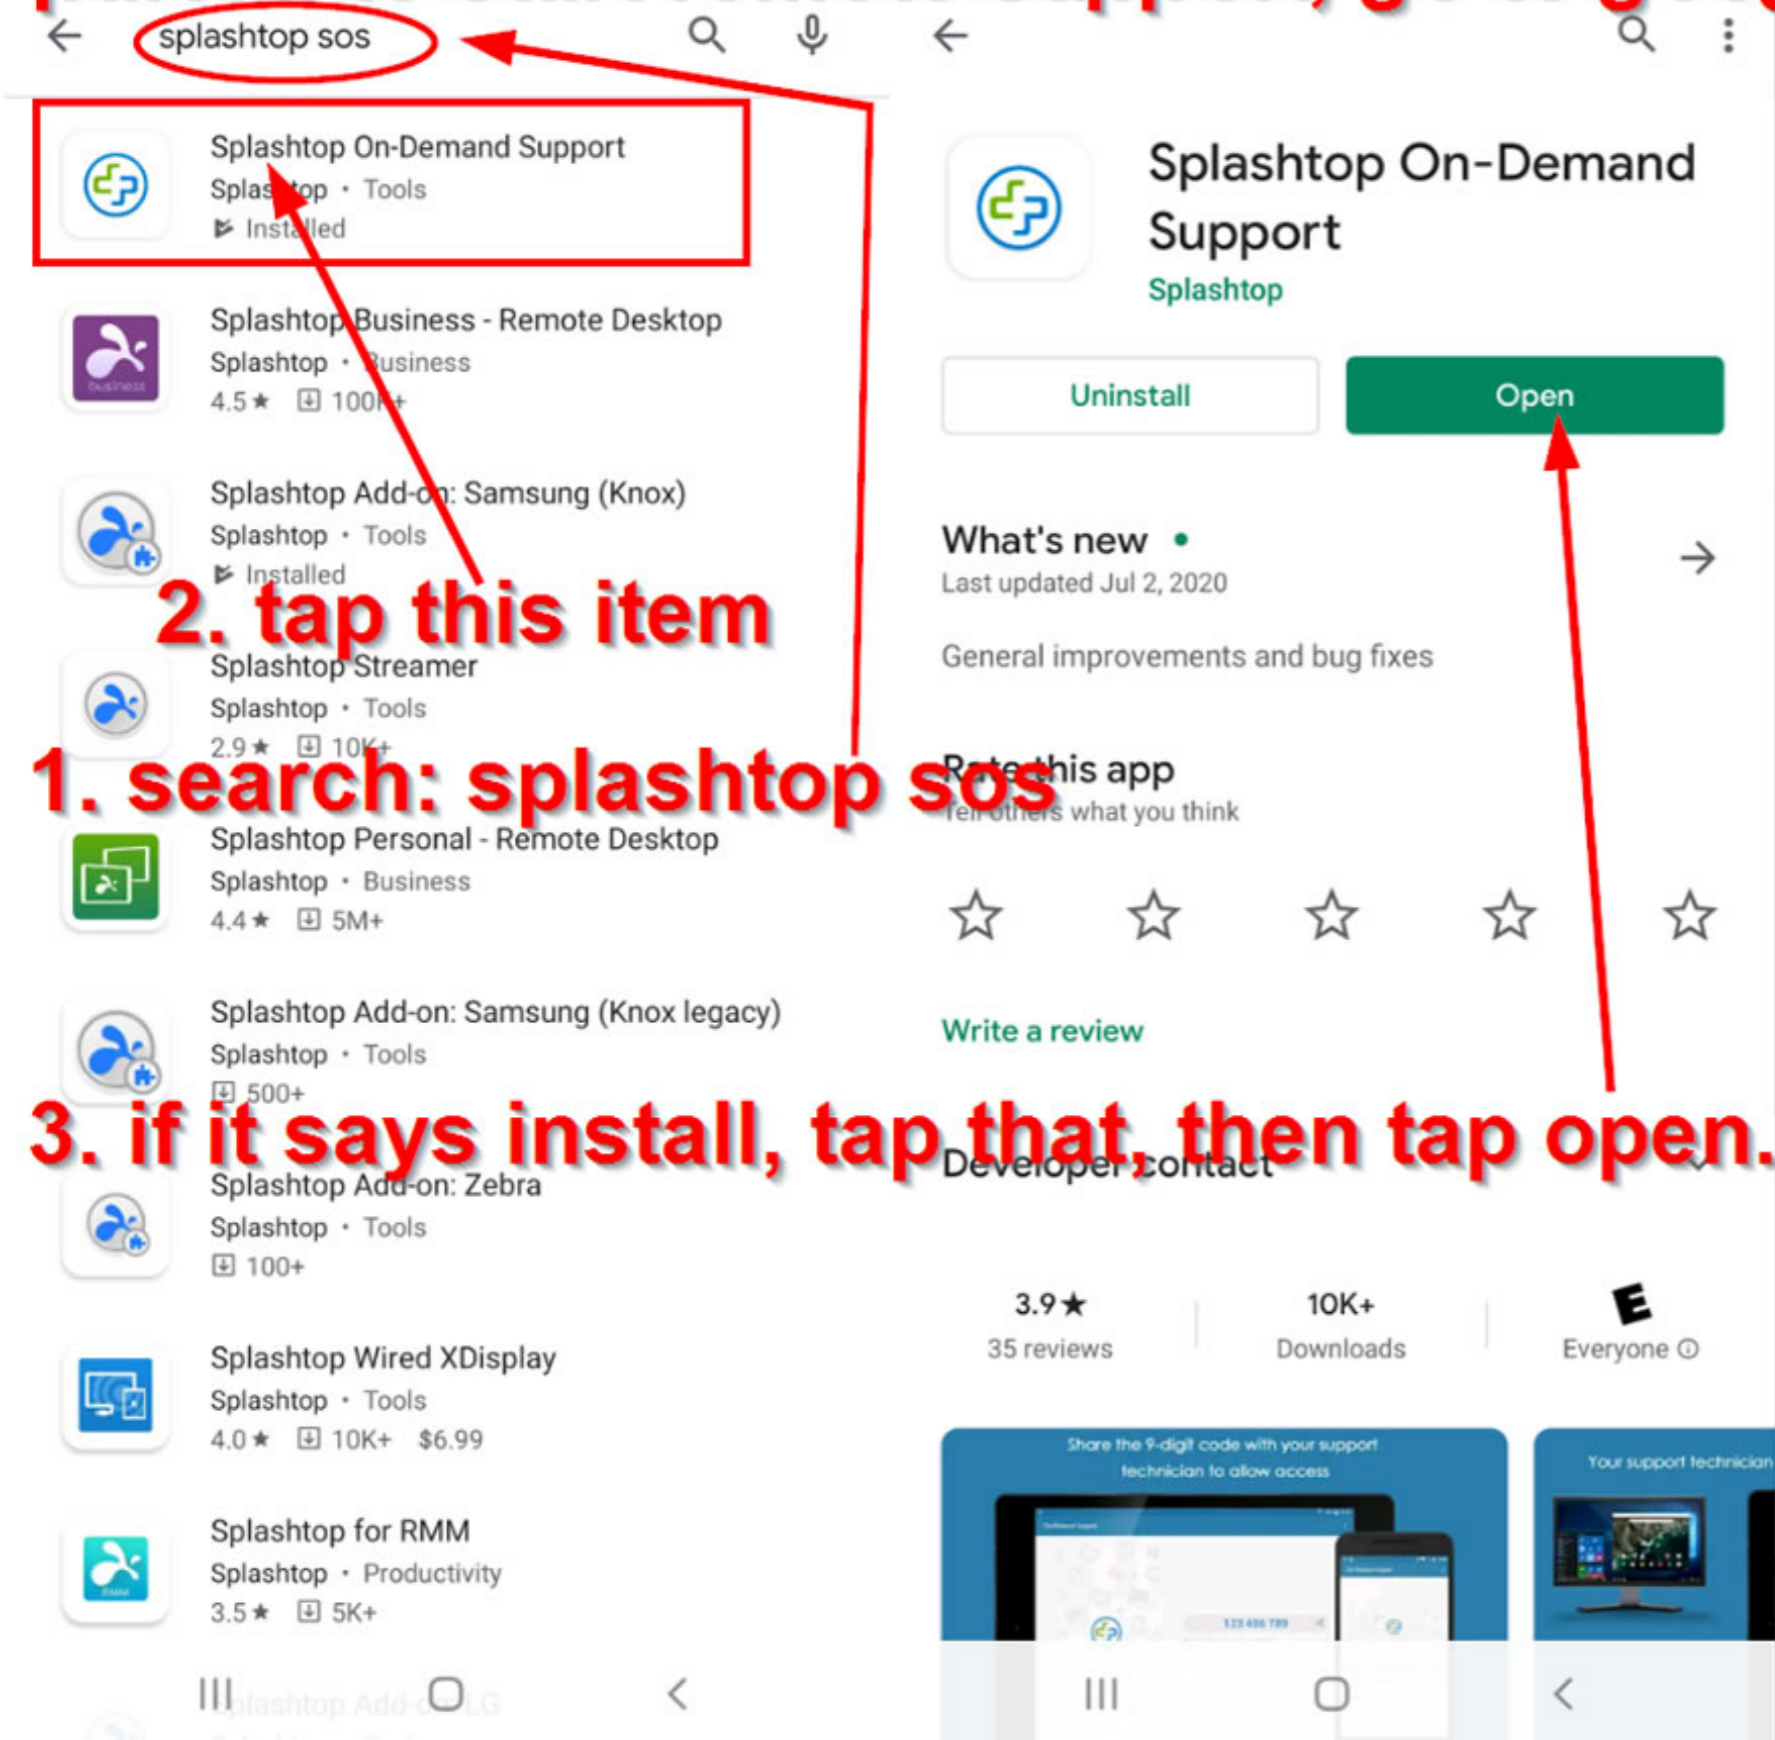 splashtop sos
Splashtop On-Demand Support
Splashtop • Tools
Installed
Splashtop Business - Remote Desktop
Splashtop • Business
4.5★ 100K+
Splashtop Add-on: Samsung (Knox)
Splashtop • Tools
Installed
2. tap this item
Splashtop Streamer
Splashtop • Tools
2.9★ 10K+
1. search: splashtop sos
Splashtop Personal - Remote Desktop
Splashtop • Business
4.4★ 5M+
Splashtop Add-on: Samsung (Knox legacy)
Splashtop • Tools
500+
3. if it says install, tap that, then tap open.
Splashtop Add-on: Zebra
Splashtop • Tools
100+
Splashtop Wired XDisplay
Splashtop • Tools
4.0★ 10K+ $6.99
Splashtop for RMM
Splashtop • Productivity
3.5★ 5K+
Splashtop Add-on: LG
Splashtop On-Demand
Support
Splashtop
Uninstall
Open
What's new •
Last updated Jul 2, 2020
General improvements and bug fixes
Rate this app
Tell others what you think
Write a review
Developer contact
3.9★
35 reviews
10K+
Downloads
E
Everyone
Share the 9-digit code with your support
technician to allow access
123 456 789
Your support technician